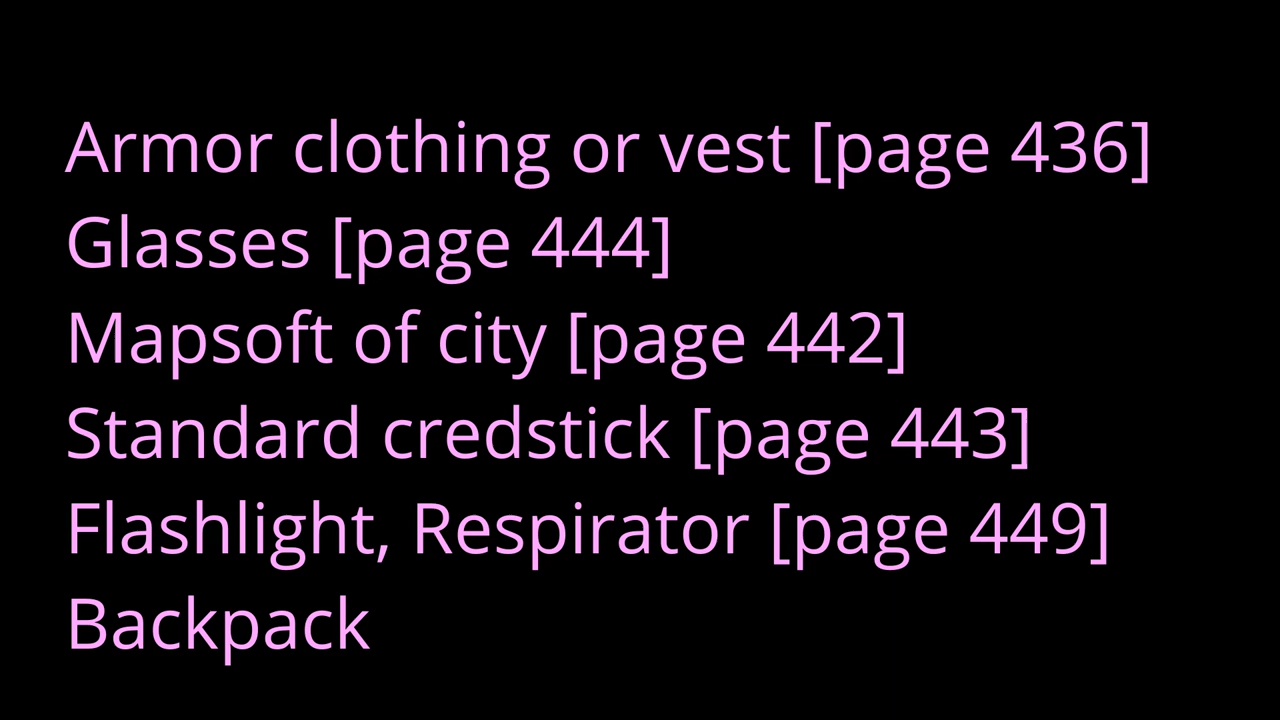 Armor clothing or vest [page 436]
Glasses [page 444]
Mapsoft of city [page 442]
Standard credstick [page 443]
Flashlight, Respirator [page 449]
Backpack